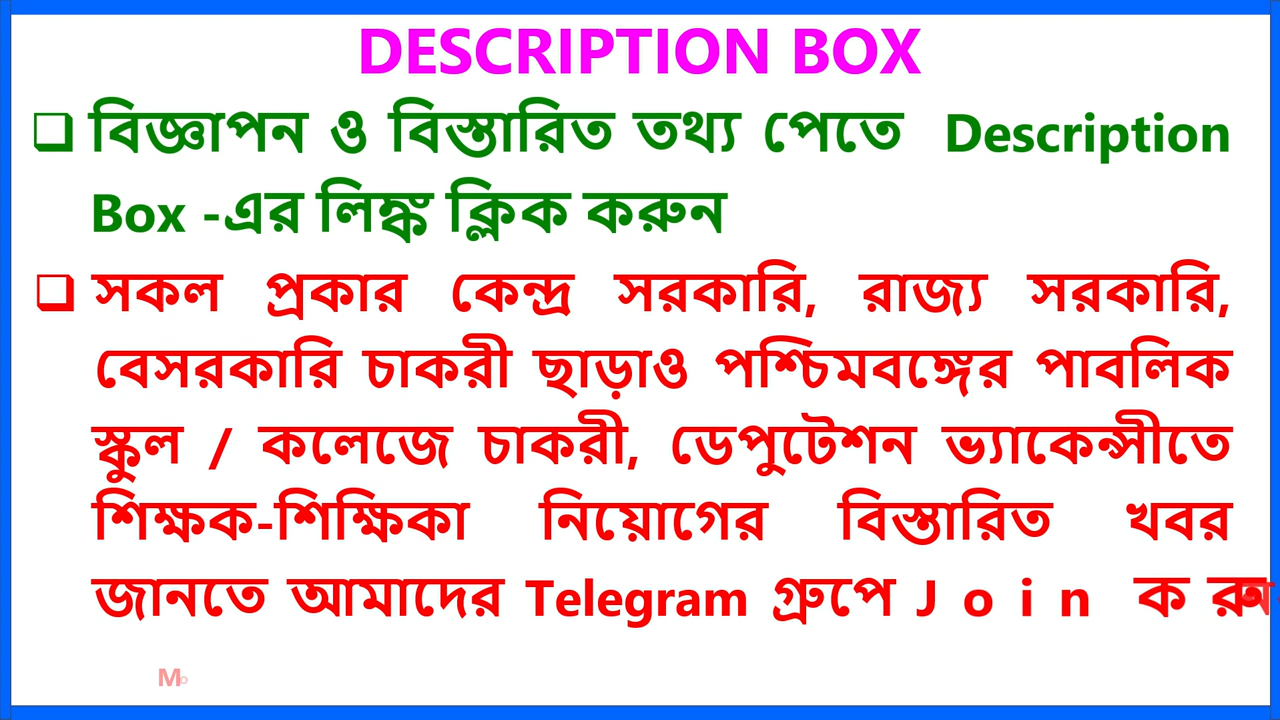 DESCRIPTION BOX
বিজ্ঞাপন ও বিস্তারিত তথ্য পেতে Description
Box -এর লিঙ্ক ক্লিক করুন
সকল প্রকার কেন্দ্র সরকারি, রাজ্য সরকারি,
বেসরকারি চাকরী ছাড়াও পশ্চিমবঙ্গের পাবলিক
স্কুল / কলেজে চাকরী, ডেপুটেশন ভ্যাকেন্সীতে
শিক্ষক-শিক্ষিকা নিয়োগের বিস্তারিত খবর
জানতে আমাদের Telegram গ্রুপে J o i n